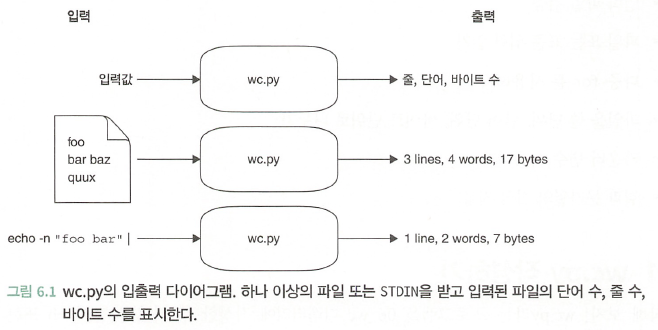 입력 출력
입력값 wc.py 줄, 단어, 바이트 수
foo
bar baz
quux
wc.py 3 lines, 4 words, 17 bytes
echo -n "foo bar" | wc.py 1 line, 2 words, 7 bytes
그림 6.1 wc.py의 입출력 다이어그램. 하나 이상의 파일 또는 STDIN을 받고 입력된 파일의 단어 수, 줄 수,
바이트 수를 표시한다.